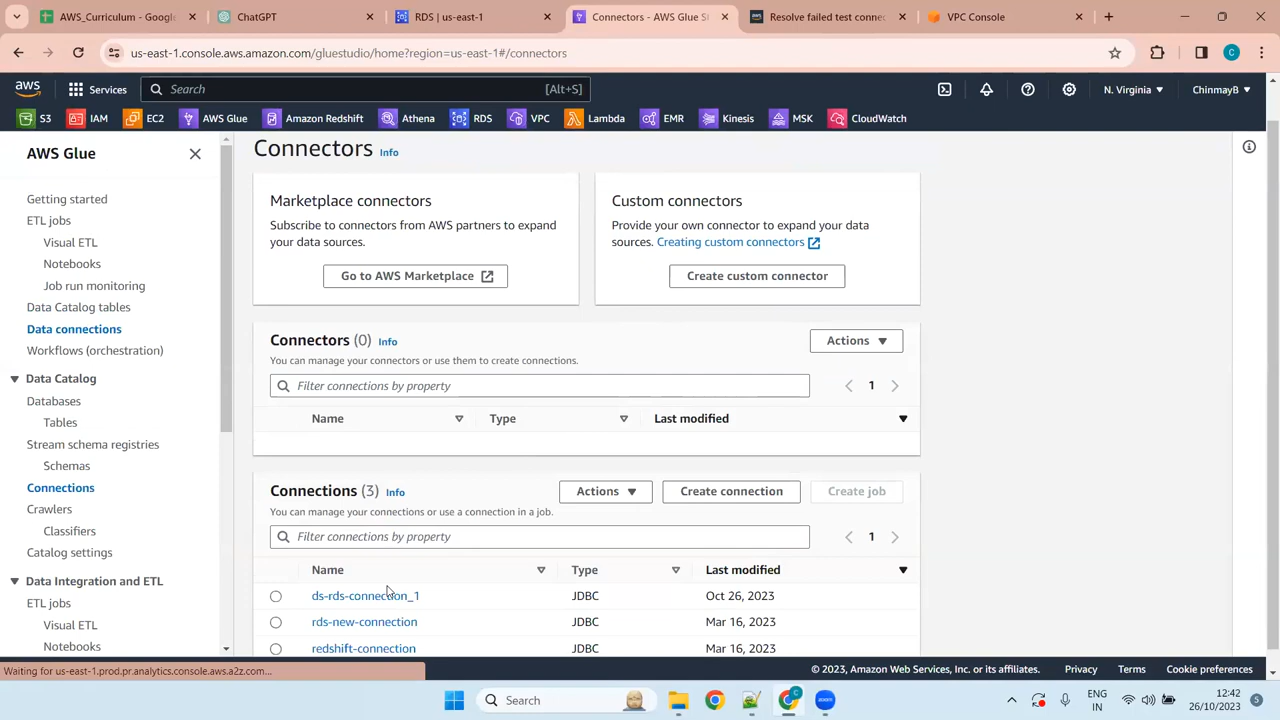 AWS_Curriculum - Google
ChatGPT
RDS | us-east-1
Connectors - AWS Glue St
Resolve failed test connec
VPC Console
us-east-1.console.aws.amazon.com/gluestudio/home?region=us-east-1#/connectors
C
aws
Services
Search
[Alt+S]
N. Virginia
ChinmayB
S3
IAM
EC2
AWS Glue
Amazon Redshift
Athena
RDS
VPC
Lambda
EMR
Kinesis
MSK
CloudWatch
AWS Glue
Getting started
ETL jobs
Visual ETL
Notebooks
Job run monitoring
Data Catalog tables
Data connections
Workflows (orchestration)
Data Catalog
Databases
Tables
Stream schema registries
Schemas
Connections
Crawlers
Classifiers
Catalog settings
Data Integration and ETL
ETL jobs
Visual ETL
Notebooks
Connectors Info
Marketplace connectors
Subscribe to connectors from AWS partners to expand
your data sources.
Go to AWS Marketplace
Custom connectors
Provide your own connector to expand your data
sources. Creating custom connectors
Create custom connector
Connectors (0) Info
Actions
You can manage your connectors or use them to create connections.
Filter connections by property
1
Name Type Last modified
Connections (3) Info
Actions
Create connection
Create job
You can manage your connections or use a connection in a job.
Filter connections by property
1
Name Type Last modified
ds-rds-connection_1 JDBC Oct 26, 2023
rds-new-connection JDBC Mar 16, 2023
redshift-connection JDBC Mar 16, 2023
Waiting for us-east-1.prod.pr.analytics.console.aws.a2z.com...
© 2023, Amazon Web Services, Inc. or its affiliates.
Privacy
Terms
Cookie preferences
Search
C
zoom
ENG
IN
12:42
26/10/2023
5